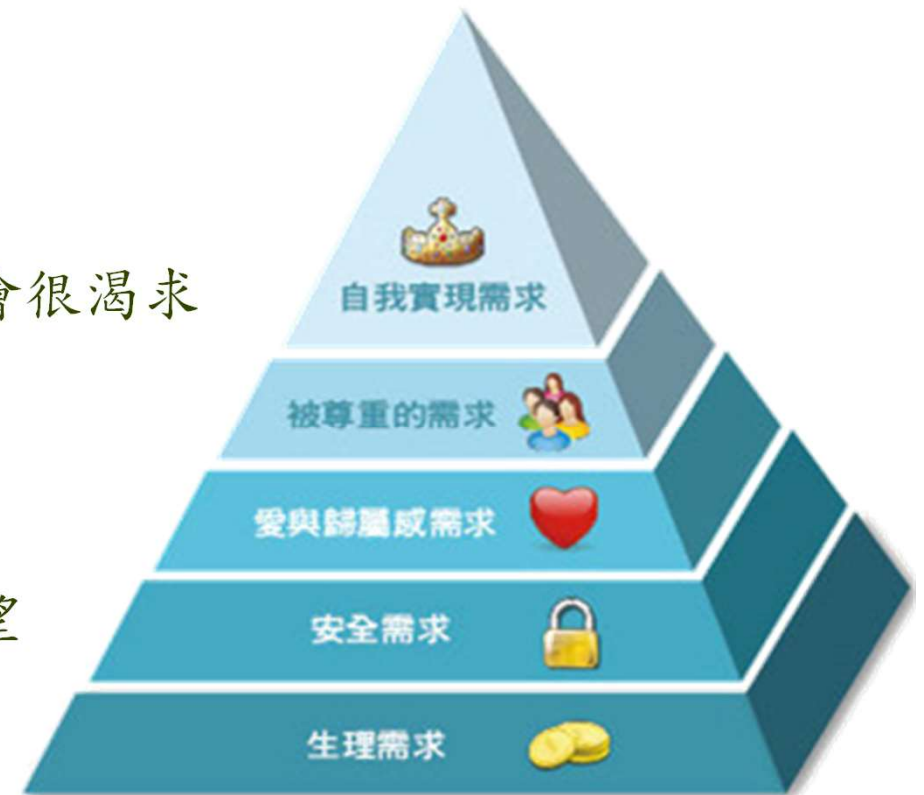 會很渴求
望
自我實現需求
被尊重的需求
愛與歸屬感需求
安全需求
生理需求